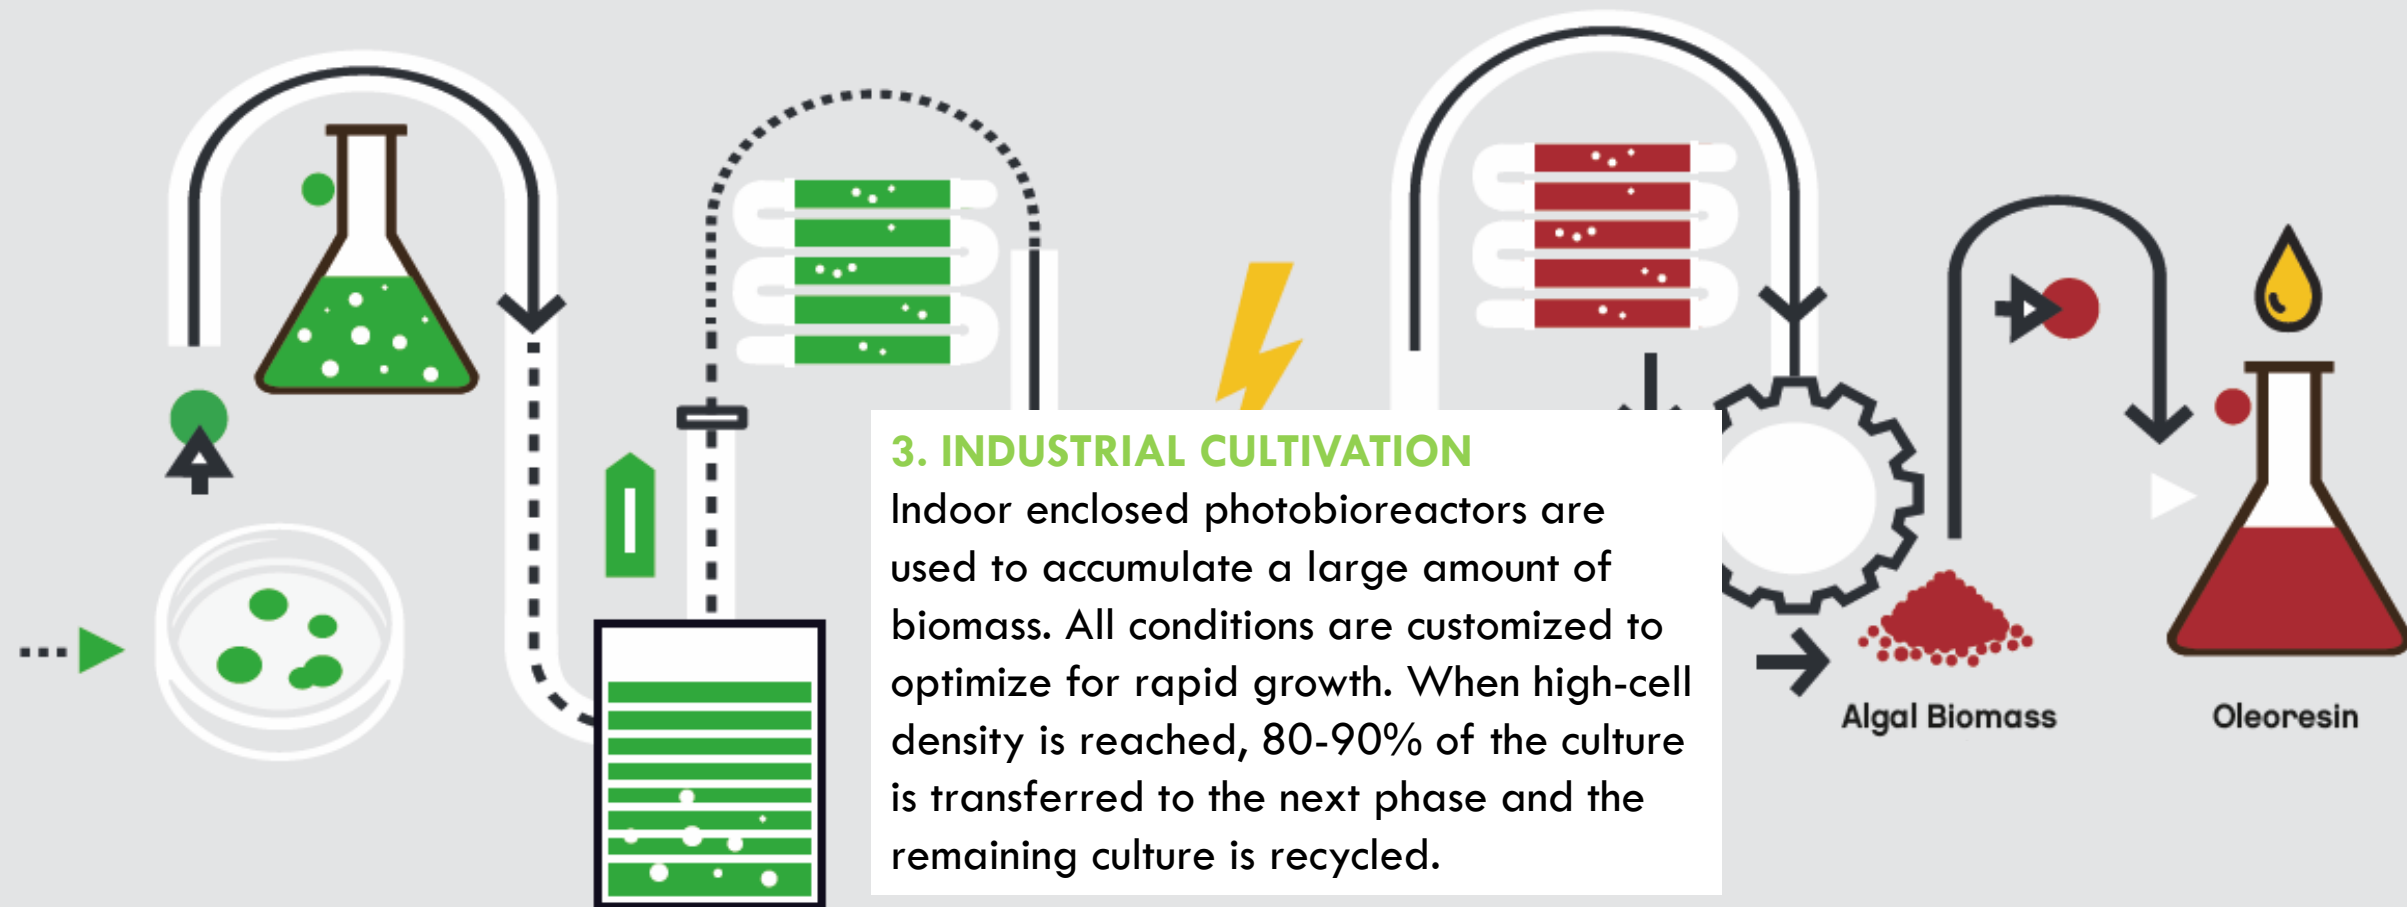 3. INDUSTRIAL CULTIVATION
Indoor enclosed photobioreactors are
used to accumulate a large amount of
biomass. All conditions are customized to
optimize for rapid growth. When high-cell
density is reached, 80-90% of the culture
is transferred to the next phase and the
remaining culture is recycled.
Algal Biomass
Oleoresin